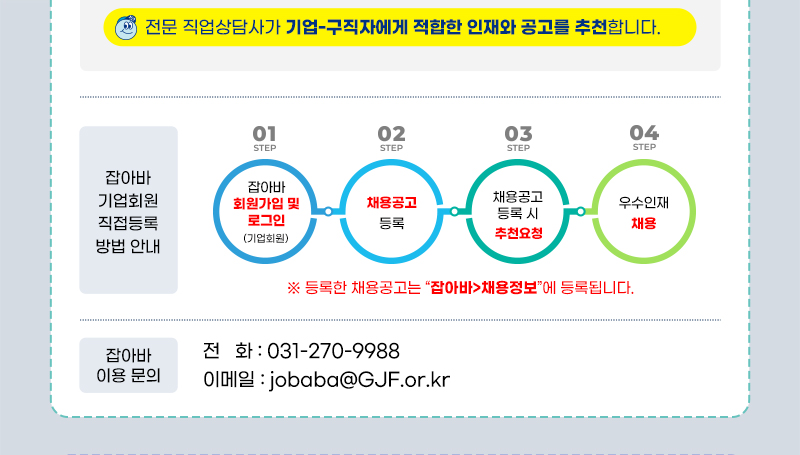 전문 직업상담사가 기업-구직자에게 적합한 인재와 공고를 추천합니다.
잡아바
기업회원
직접등록
방법 안내
01
STEP
잡아바
회원가입 및
로그인
(기업회원)
02
STEP
채용공고
등록
03
STEP
채용공고
등록 시
추천요청
04
STEP
우수인재
채용
※ 등록한 채용공고는 “잡아바>채용정보”에 등록됩니다.
잡아바
이용 문의
전 화 : 031-270-9988
이메일 : jobaba@GJF.or.kr